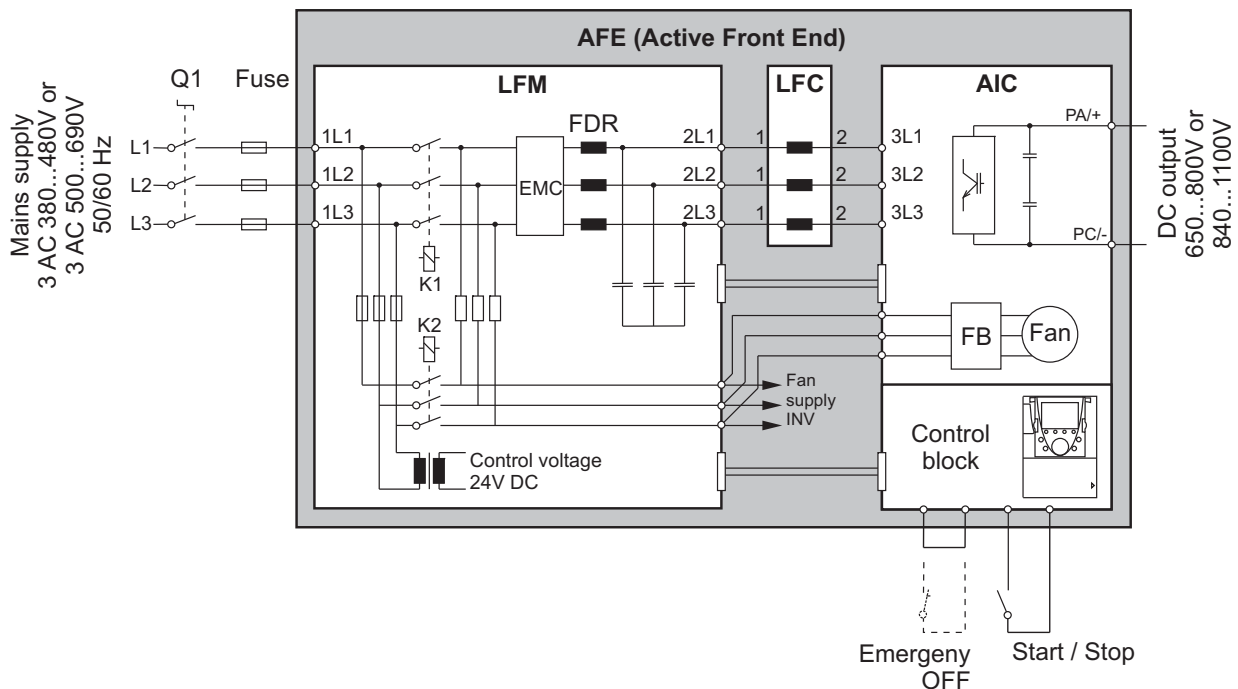 AFE (Active Front End)
Mains supply
3 AC 380...480V or
3 AC 500...690V
50/60 Hz
Q1
Fuse
L1
L2
L3
LFM
1L1
1L2
1L3
K1
K2
EMC
FDR
2L1
2L2
2L3
Control voltage
24V DC
LFC
1 2
1 2
1 2
Fan
supply
INV
AIC
3L1
3L2
3L3
PA/+
PC/-
FB
Fan
Control
block
DC output
650...800V or
840...1100V
Emergeny
OFF
Start / Stop